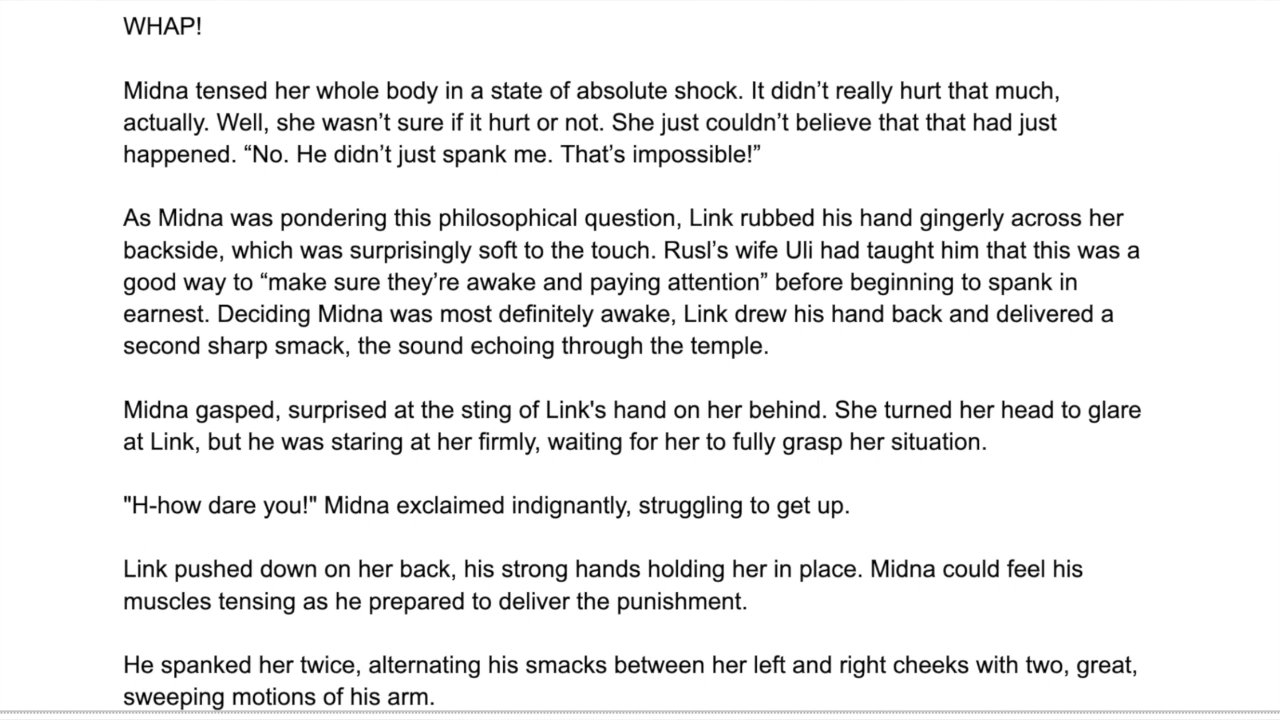 WHAP!
Midna tensed her whole body in a state of absolute shock. It didn’t really hurt that much,
actually. Well, she wasn’t sure if it hurt or not. She just couldn’t believe that that had just
happened. “No. He didn’t just spank me. That’s impossible!”
As Midna was pondering this philosophical question, Link rubbed his hand gingerly across her
backside, which was surprisingly soft to the touch. Rusl’s wife Uli had taught him that this was a
good way to “make sure they’re awake and paying attention” before beginning to spank in
earnest. Deciding Midna was most definitely awake, Link drew his hand back and delivered a
second sharp smack, the sound echoing through the temple.
Midna gasped, surprised at the sting of Link's hand on her behind. She turned her head to glare
at Link, but he was staring at her firmly, waiting for her to fully grasp her situation.
"H-how dare you!" Midna exclaimed indignantly, struggling to get up.
Link pushed down on her back, his strong hands holding her in place. Midna could feel his
muscles tensing as he prepared to deliver the punishment.
He spanked her twice, alternating his smacks between her left and right cheeks with two, great,
sweeping motions of his arm.